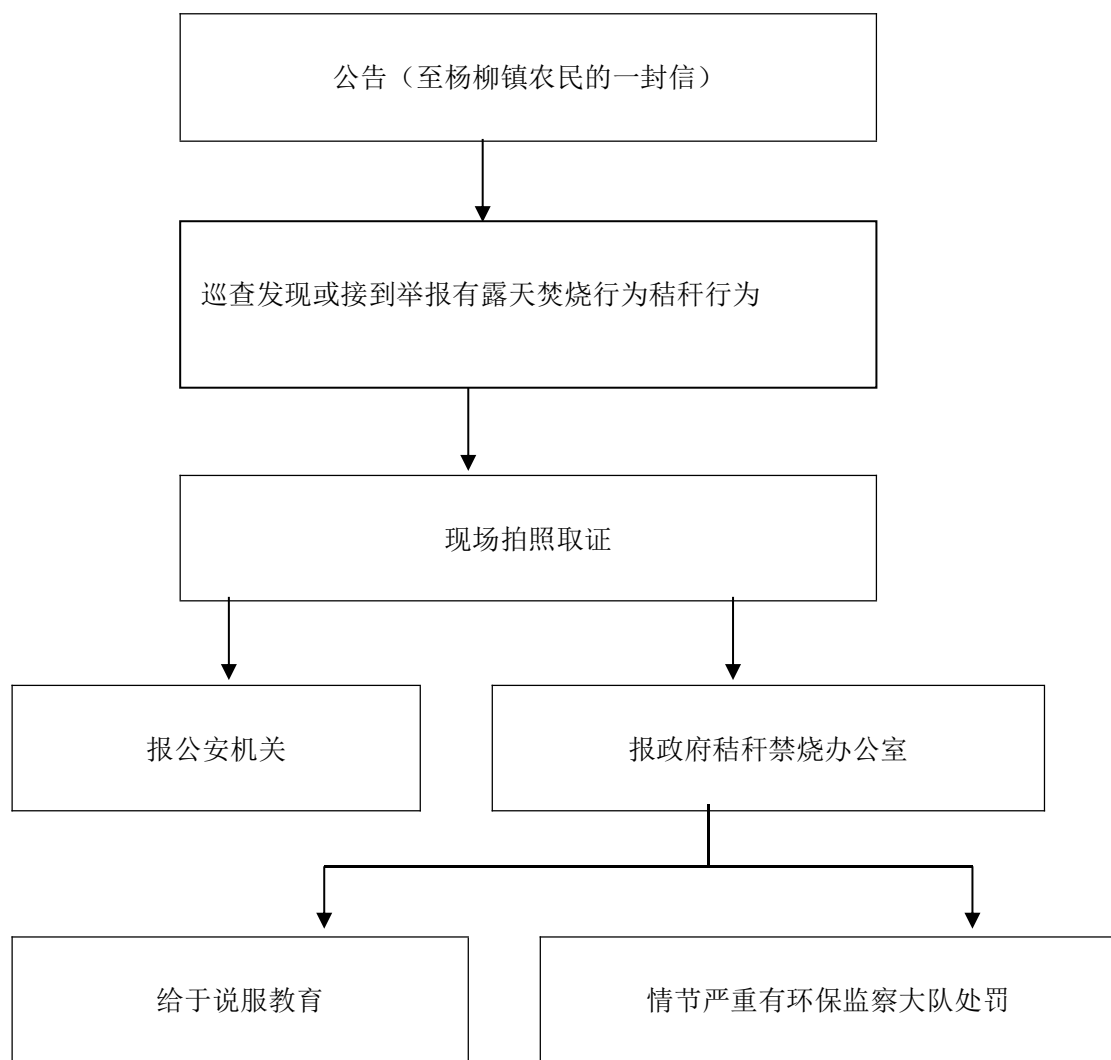 公告（至杨柳镇农民的一封信）
巡查发现或接到举报有露天焚烧行为秸秆行为
现场拍照取证
报公安机关
报政府秸秆禁烧办公室
给于说服教育
情节严重有环保监察大队处罚